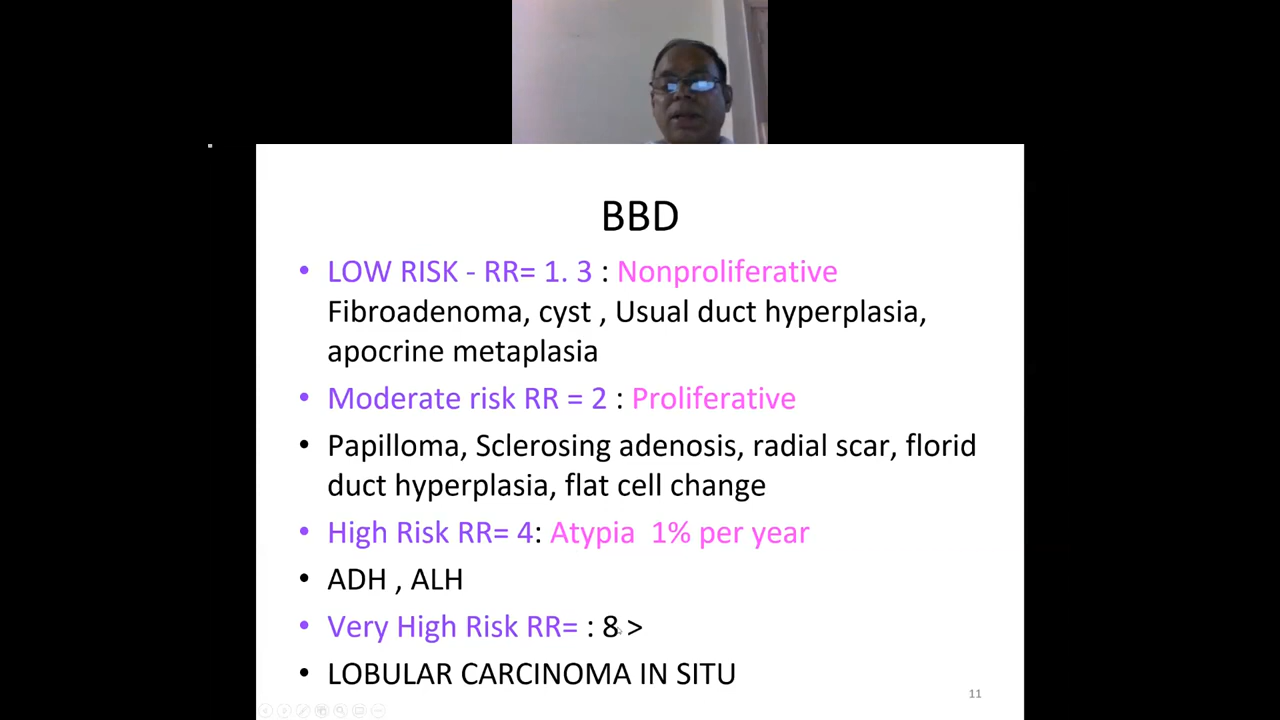 BBD
• LOW RISK - RR= 1. 3 : Nonproliferative
Fibroadenoma, cyst , Usual duct hyperplasia,
apocrine metaplasia
• Moderate risk RR = 2 : Proliferative
• Papilloma, Sclerosing adenosis, radial scar, florid
duct hyperplasia, flat cell change
• High Risk RR= 4: Atypia 1% per year
• ADH , ALH
• Very High Risk RR= : 8 >
• LOBULAR CARCINOMA IN SITU
11